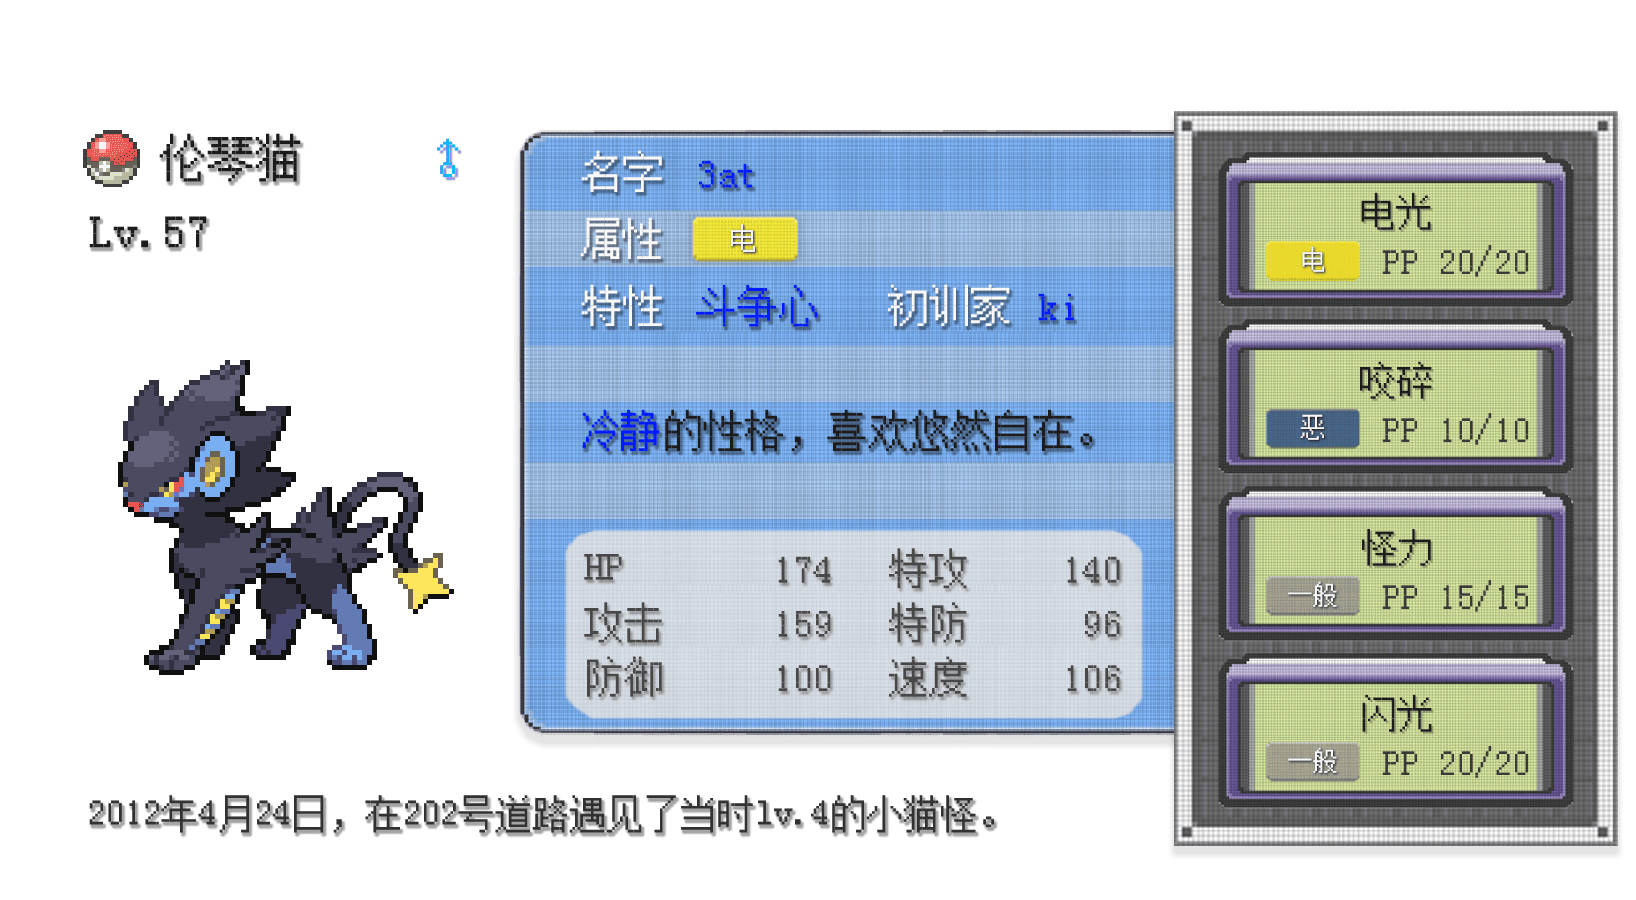 伦琴猫
Lv.57
名字 3at
属性 电
特性 斗争心 初训家 ki
冷静的性格，喜欢悠然自在。
HP 174 特攻 140
攻击 159 特防 96
防御 100 速度 106
电光
电 PP 20/20
咬碎
恶 PP 10/10
怪力
一般 PP 15/15
闪光
一般 PP 20/20
2012年4月24日，在202号道路遇见了当时lv.4的小猫怪。